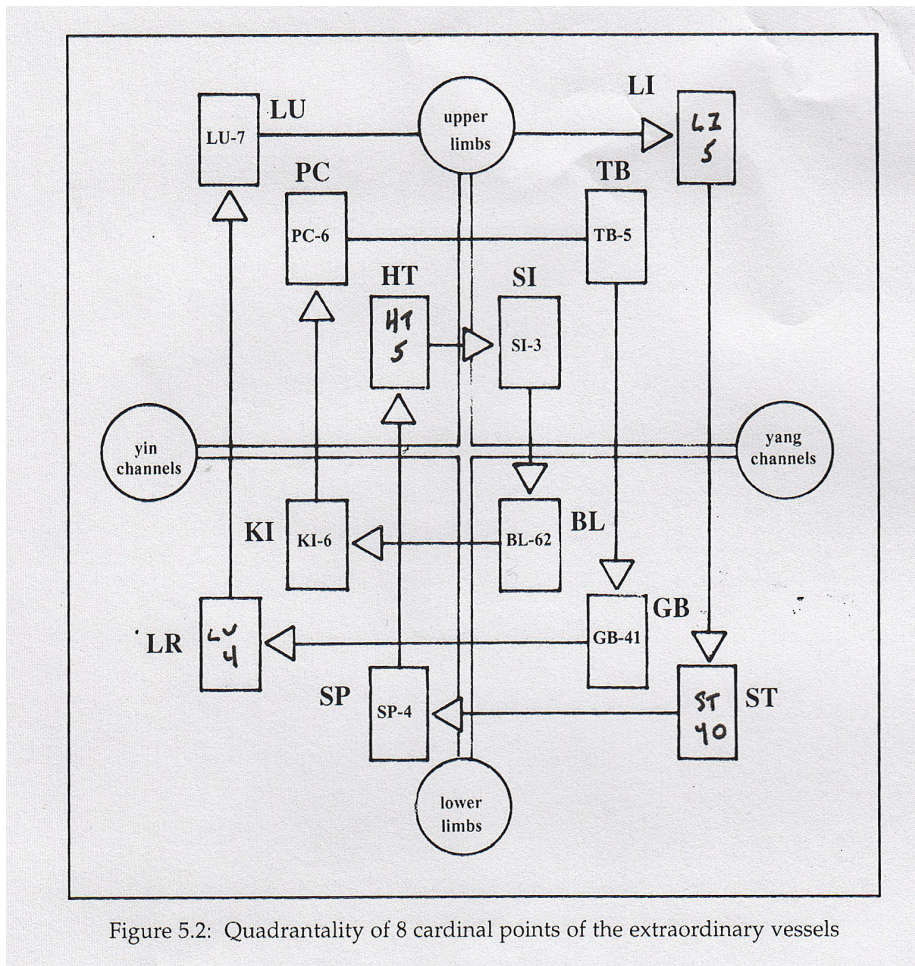 LU
LI
LU-7
upper
limbs
LI
5
PC
TB
PC-6
TB-5
HT
SI
HT
5
SI-3
yin
channels
yang
channels
KI
KI-6
BL-62
BL
LR
LV
4
GB-41
GB
SP
SP-4
ST
40
ST
lower
limbs
Figure 5.2: Quadrantality of 8 cardinal points of the extraordinary vessels